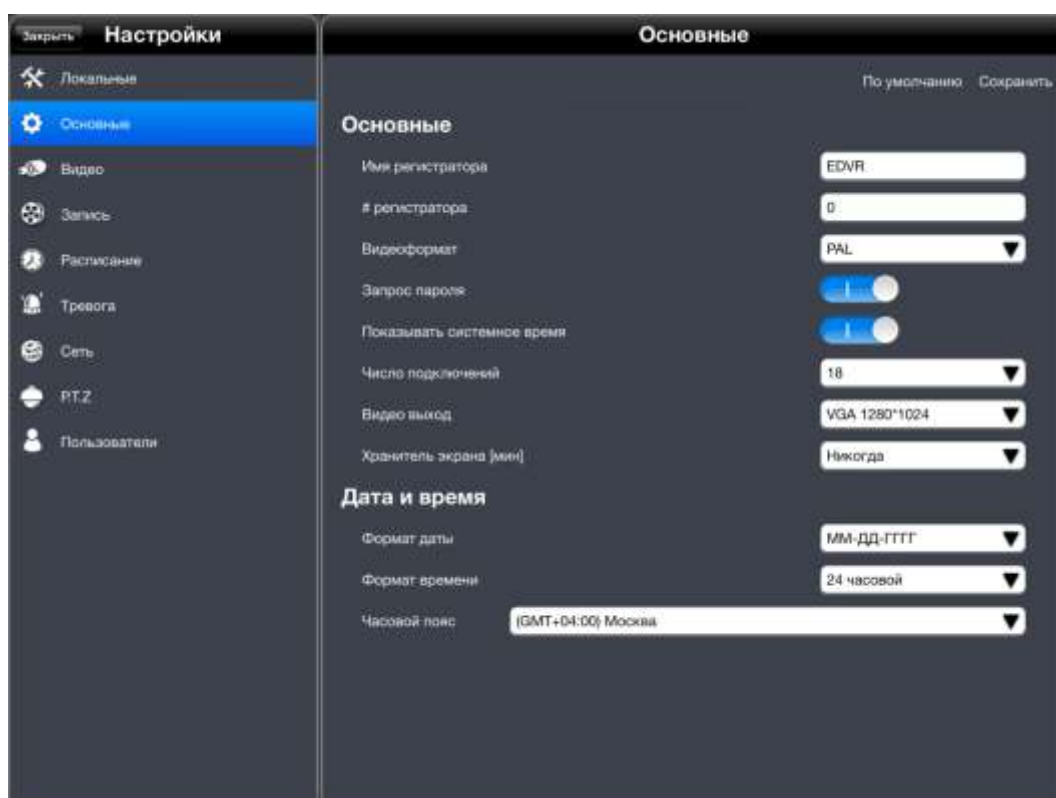 Закрыть Настройки
Локальные
Основные
Видео
Запись
Расписание
Тревога
Сеть
P.T.Z
Пользователи
Основные
По умолчанию Сохранить
Основные
Имя регистратора EDVR
# регистратора 0
Видеоформат PAL
Запрос пароля
Показывать системное время
Число подключений 18
Видео выход VGA 1280*1024
Хранитель экрана [мин] Никогда
Дата и время
Формат даты ММ-ДД-ГГГГ
Формат времени 24 часовой
Часовой пояс (GMT+04:00) Москва